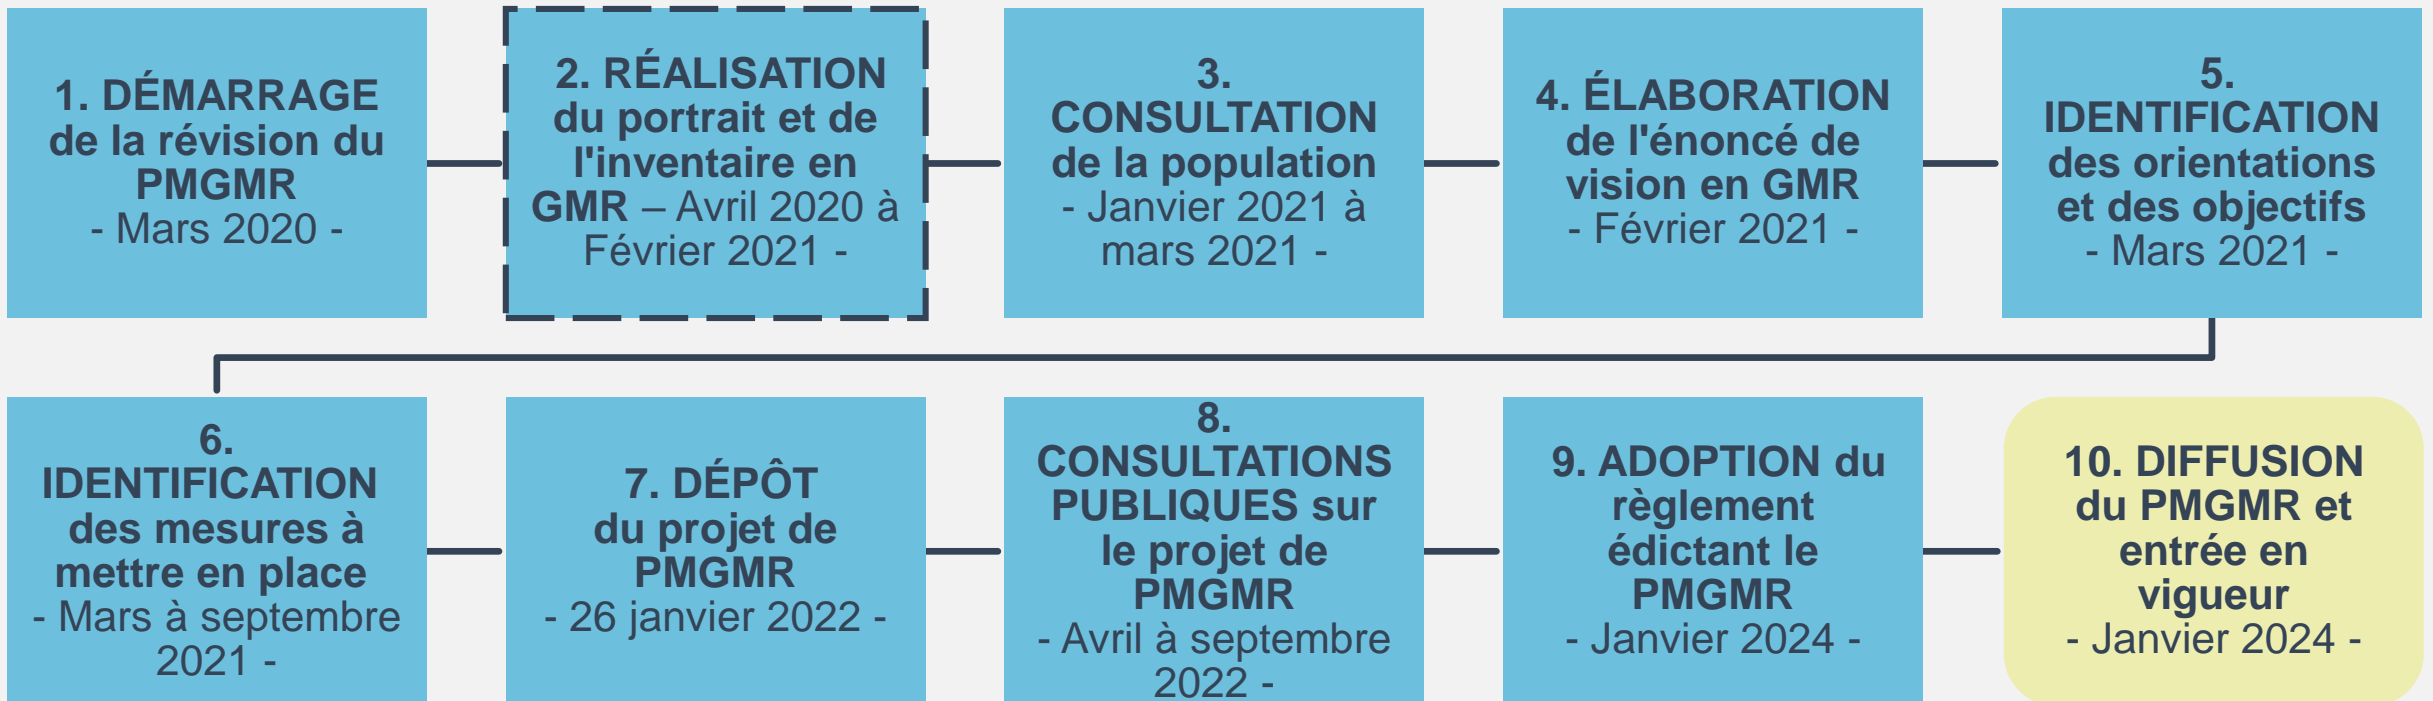 1. DÉMARRAGE
de la révision du
PMGMR
- Mars 2020 -
2. RÉALISATION
du portrait et de
l'inventaire en
GMR – Avril 2020 à
Février 2021 -
3.
CONSULTATION
de la population
- Janvier 2021 à
mars 2021 -
4. ÉLABORATION
de l'énoncé de
vision en GMR
- Février 2021 -
5.
IDENTIFICATION
des orientations
et des objectifs
- Mars 2021 -
6.
IDENTIFICATION
des mesures à
mettre en place
- Mars à septembre
2021 -
7. DÉPÔT
du projet de
PMGMR
- 26 janvier 2022 -
8.
CONSULTATIONS
PUBLIQUES sur
le projet de
PMGMR
- Avril à septembre
2022 -
9. ADOPTION du
règlement
édictant le
PMGMR
- Janvier 2024 -
10. DIFFUSION
du PMGMR et
entrée en
vigueur
- Janvier 2024 -